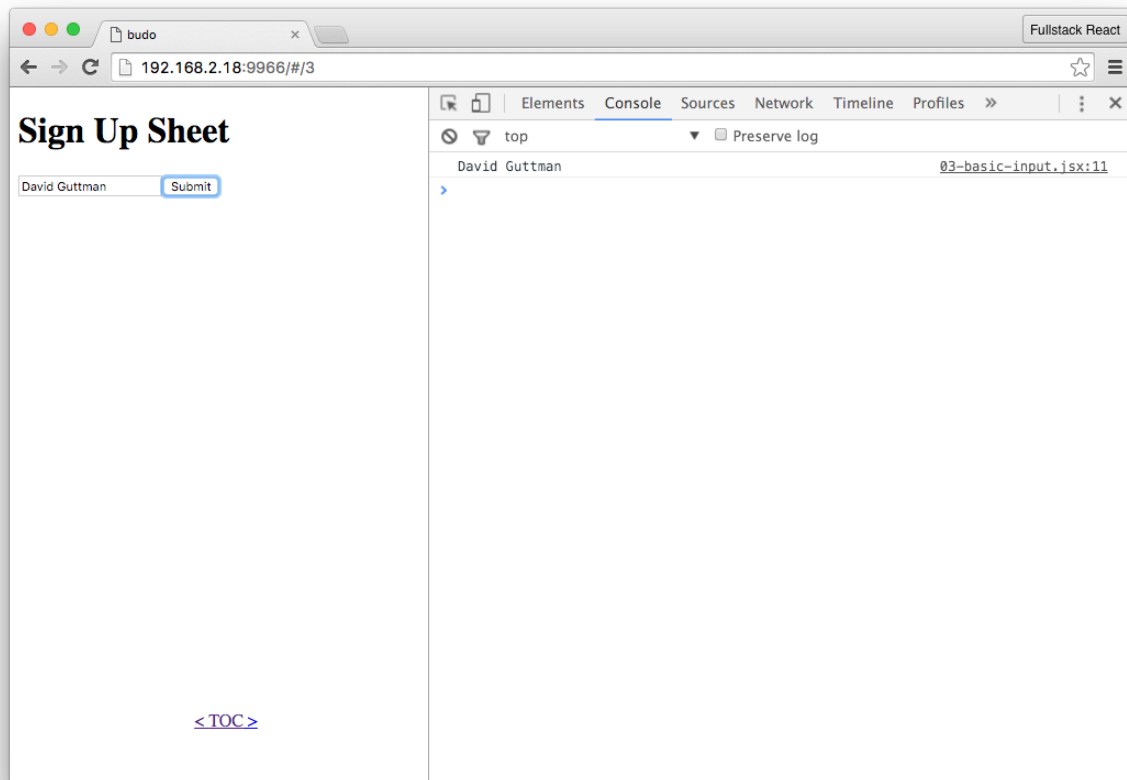 budo
Fullstack React
192.168.2.18:9966/#/3
Elements Console Sources Network Timeline Profiles »
top Preserve log
Sign Up Sheet
David Guttman Submit
David Guttman 03-basic-input.jsx:11
< TOC >